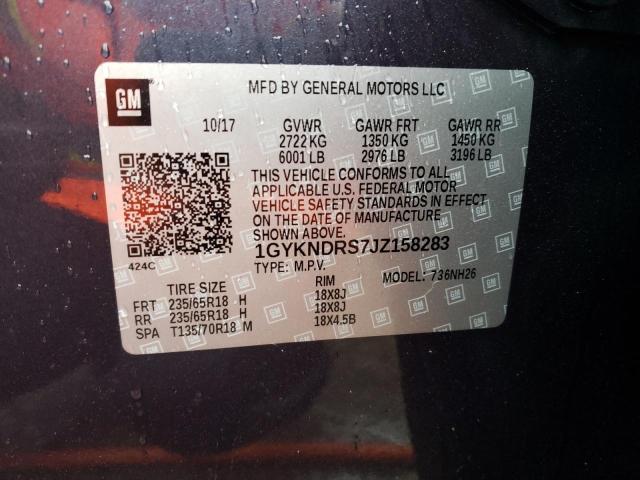 GM
MFD BY GENERAL MOTORS LLC
10/17 GVWR GAWR FRT GAWR RR
2722 KG 1350 KG 1450 KG
6001 LB 2976 LB 3196 LB
THIS VEHICLE CONFORMS TO ALL
APPLICABLE U.S. FEDERAL MOTOR
VEHICLE SAFETY STANDARDS IN EFFECT
ON THE DATE OF MANUFACTURE
SHOWN ABOVE.
424C
1GYKNDRS7JZ158283
TYPE: M.P.V. MODEL: 736NH26
TIRE SIZE RIM
FRT 235/65R18 H 18X8J
RR 235/65R18 H 18X8J
SPA T135/70R18 M 18X4.5B